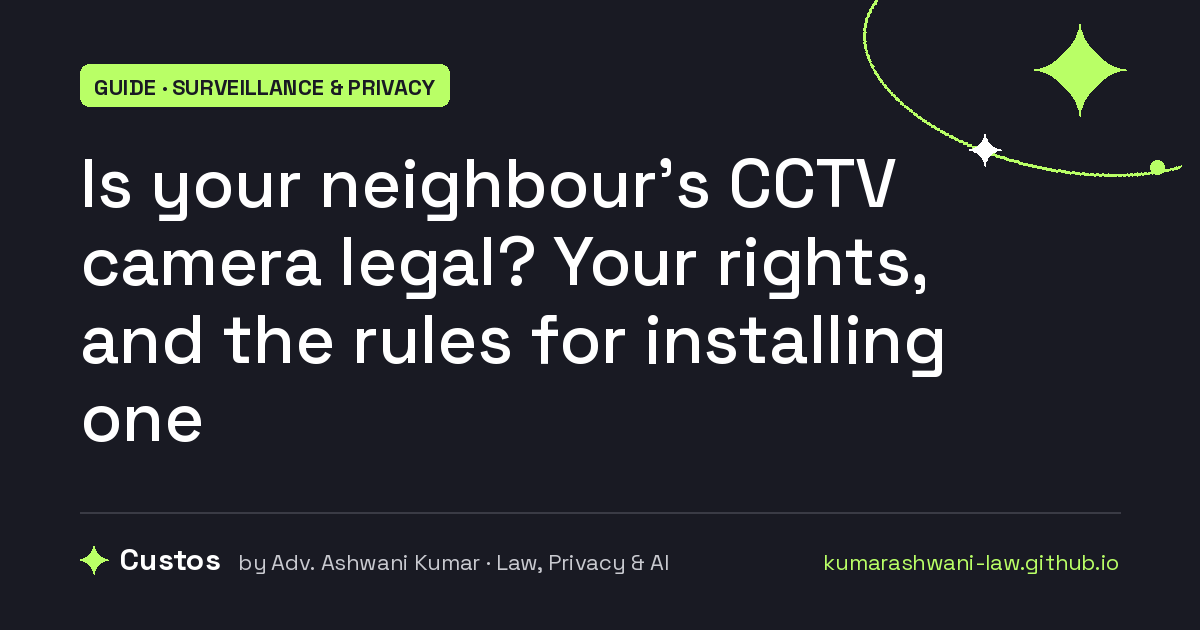 GUIDE · SURVEILLANCE & PRIVACY
Is your neighbour’s CCTV
camera legal? Your rights,
and the rules for installing
one
Custos by Adv. Ashwani Kumar · Law, Privacy & AI
kumarashwani-law.github.io